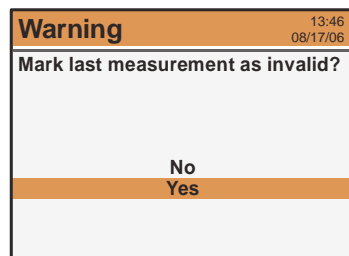 Warning
13:46
08/17/06
Mark last measurement as invalid?
No
Yes